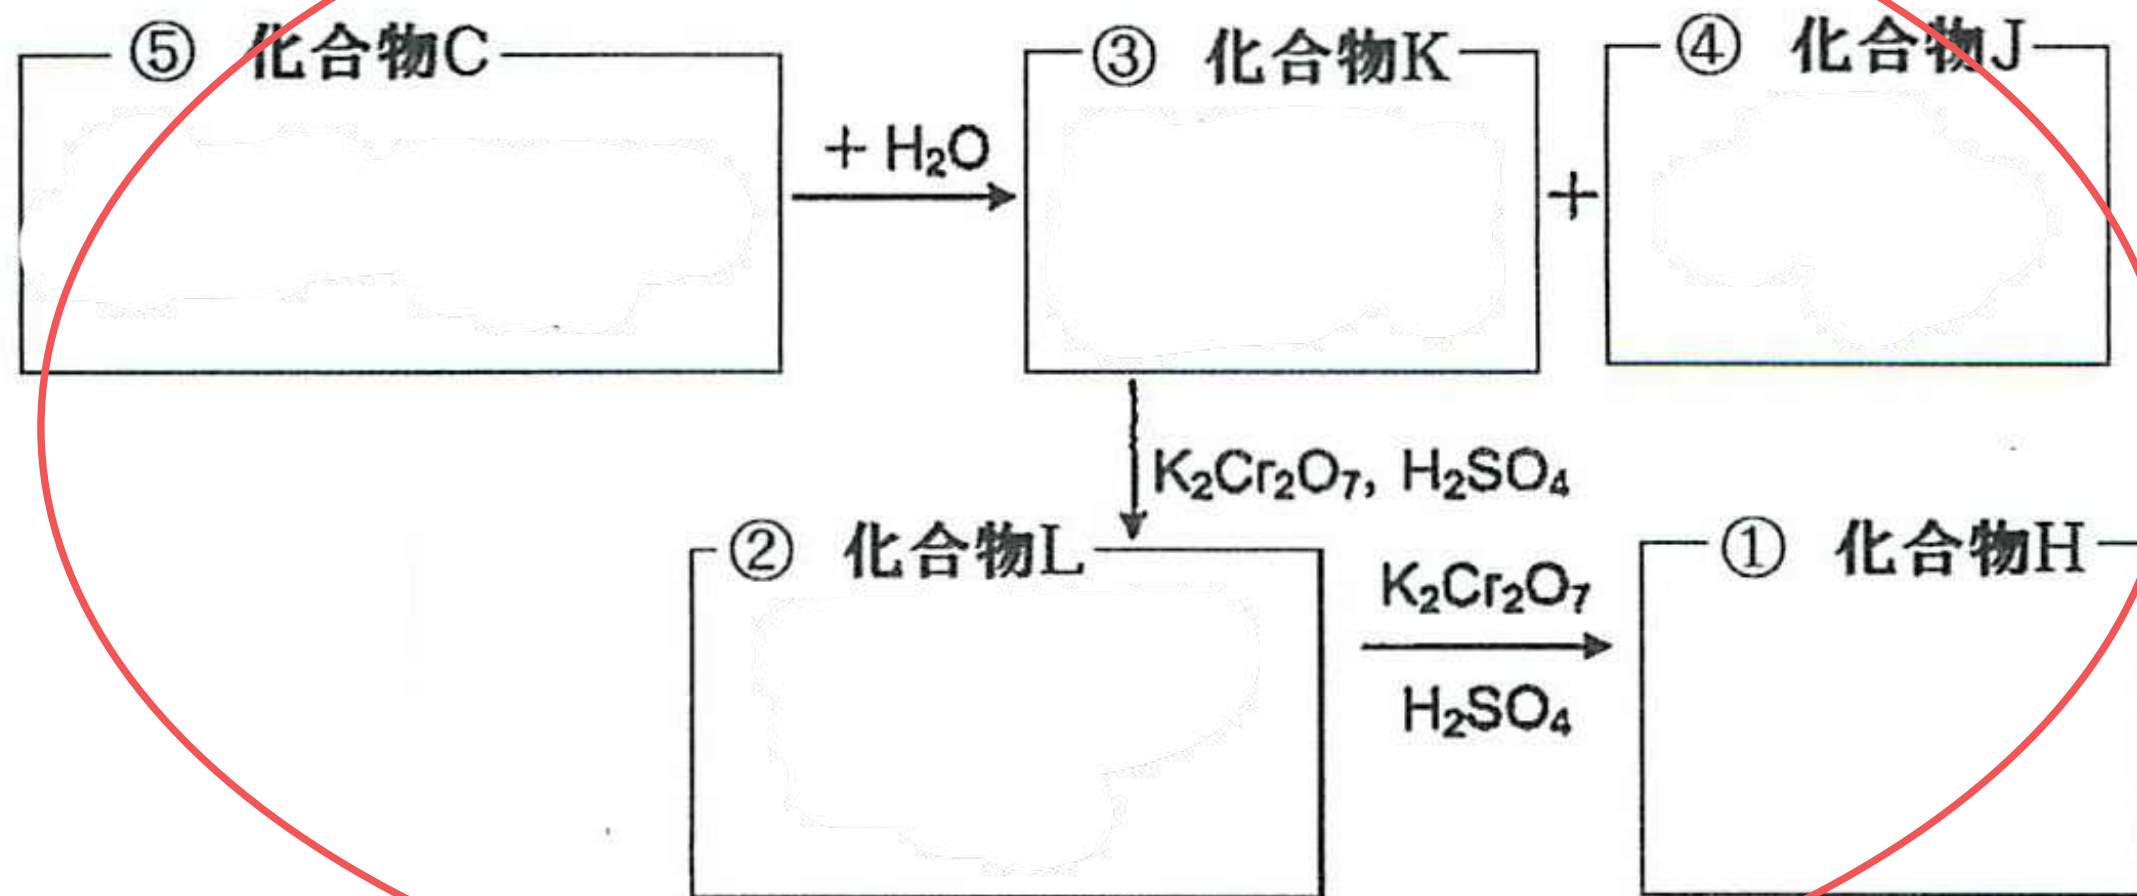 ⑤ 化合物C
③ 化合物K
④ 化合物J
+ H₂O
+
K₂Cr₂O₇, H₂SO₄
② 化合物L
① 化合物H
K₂Cr₂O₇
H₂SO₄